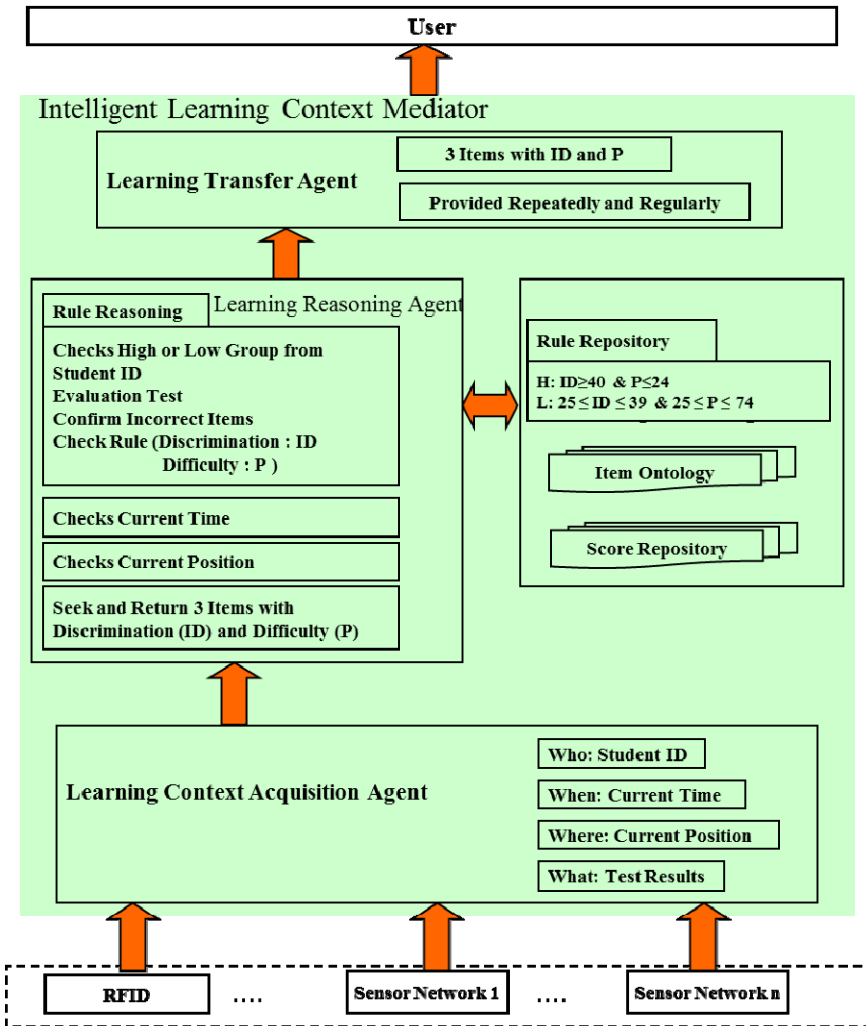 User
Intelligent Learning Context Mediator
Learning Transfer Agent
3 Items with ID and P
Provided Repeatedly and Regularly
Learning Reasoning Agent
Rule Reasoning
Checks High or Low Group from
Student ID
Evaluation Test
Confirm Incorrect Items
Check Rule (Discrimination : ID
Difficulty : P )
Checks Current Time
Checks Current Position
Seek and Return 3 Items with
Discrimination (ID) and Difficulty (P)
Rule Repository
H: ID≥40 & P≤24
L: 25 ≤ ID ≤ 39 & 25 ≤ P ≤ 74
Item Ontology
Score Repository
Learning Context Acquisition Agent
Who: Student ID
When: Current Time
Where: Current Position
What: Test Results
RFID .... Sensor Network 1 .... Sensor Network n